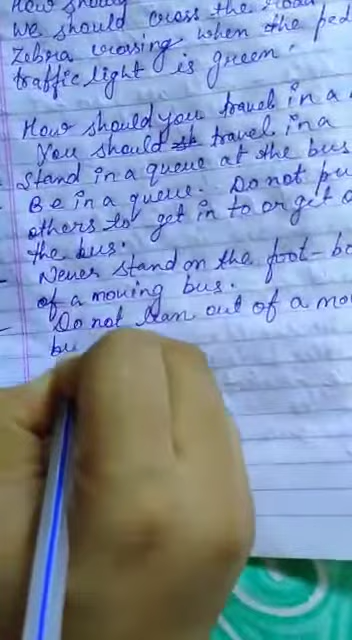 How should
we should cross the road
Zebra crossing when the ped
traffic light is green.
How should you travel in a
You should travel in a
Stand in a queue at the bus
Be in a queue. Do not pu
others to get in to or get o
the bus.
Never stand on the foot-bo
of a moving bus.
Do not lean out of a mo
bu